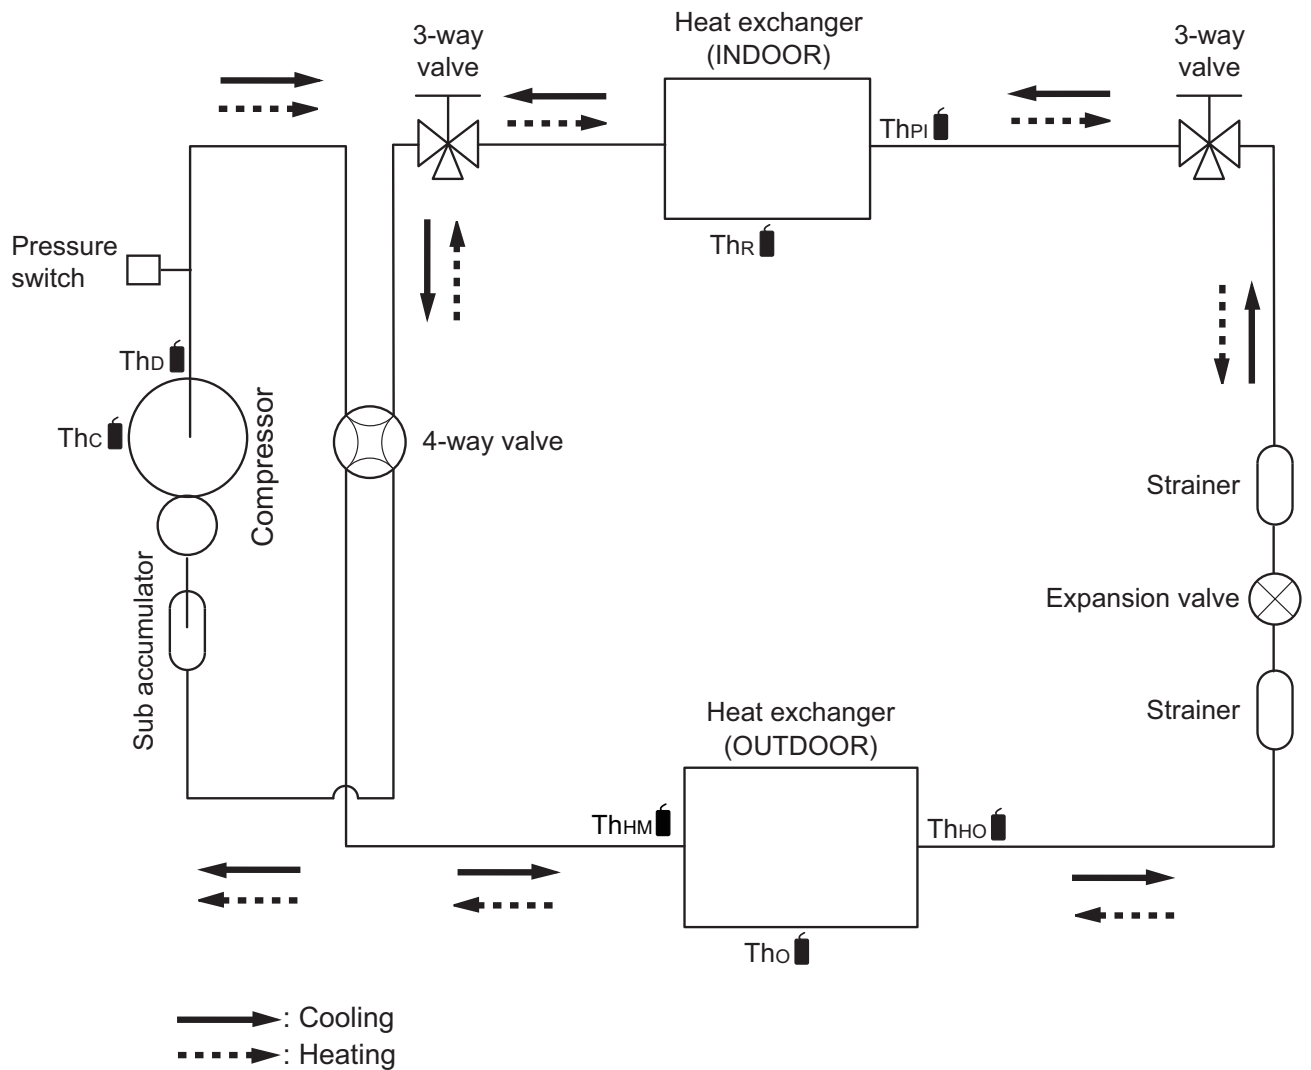 Heat exchanger
(INDOOR)
3-way
valve
3-way
valve
ThPI
ThR
Pressure
switch
ThD
ThC
Compressor
4-way valve
Strainer
Expansion valve
Sub accumulator
Strainer
Heat exchanger
(OUTDOOR)
ThHM
ThHO
ThO
: Cooling
: Heating